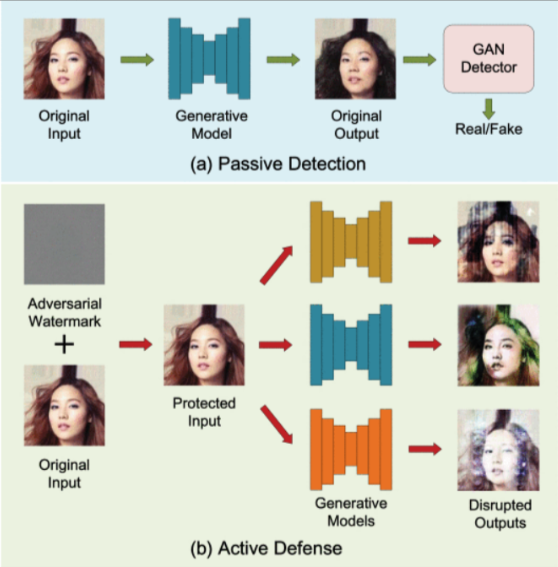 GAN
Detector
Original
Input
Generative
Model
Original
Output
Real/Fake
(a) Passive Detection
Adversarial
Watermark
+
Original
Input
Protected
Input
Generative
Models
Disrupted
Outputs
(b) Active Defense